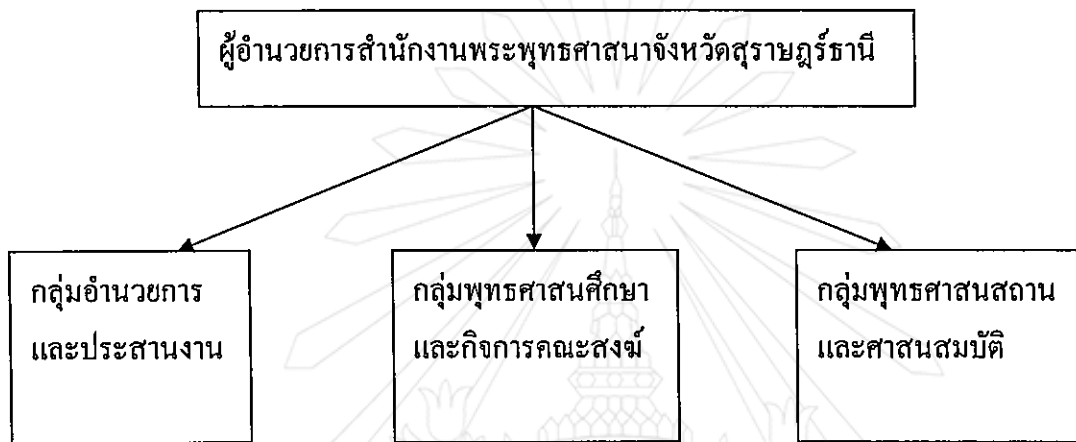 ผู้อำนวยการสำนักงานพระพุทธศาสนาจังหวัดสุราษฎร์ธานี
กลุ่มอำนวยการ
และประสานงาน
กลุ่มพุทธศาสนศึกษา
และกิจการคณะสงฆ์
กลุ่มพุทธศาสนสถาน
และศาสนสมบัติ